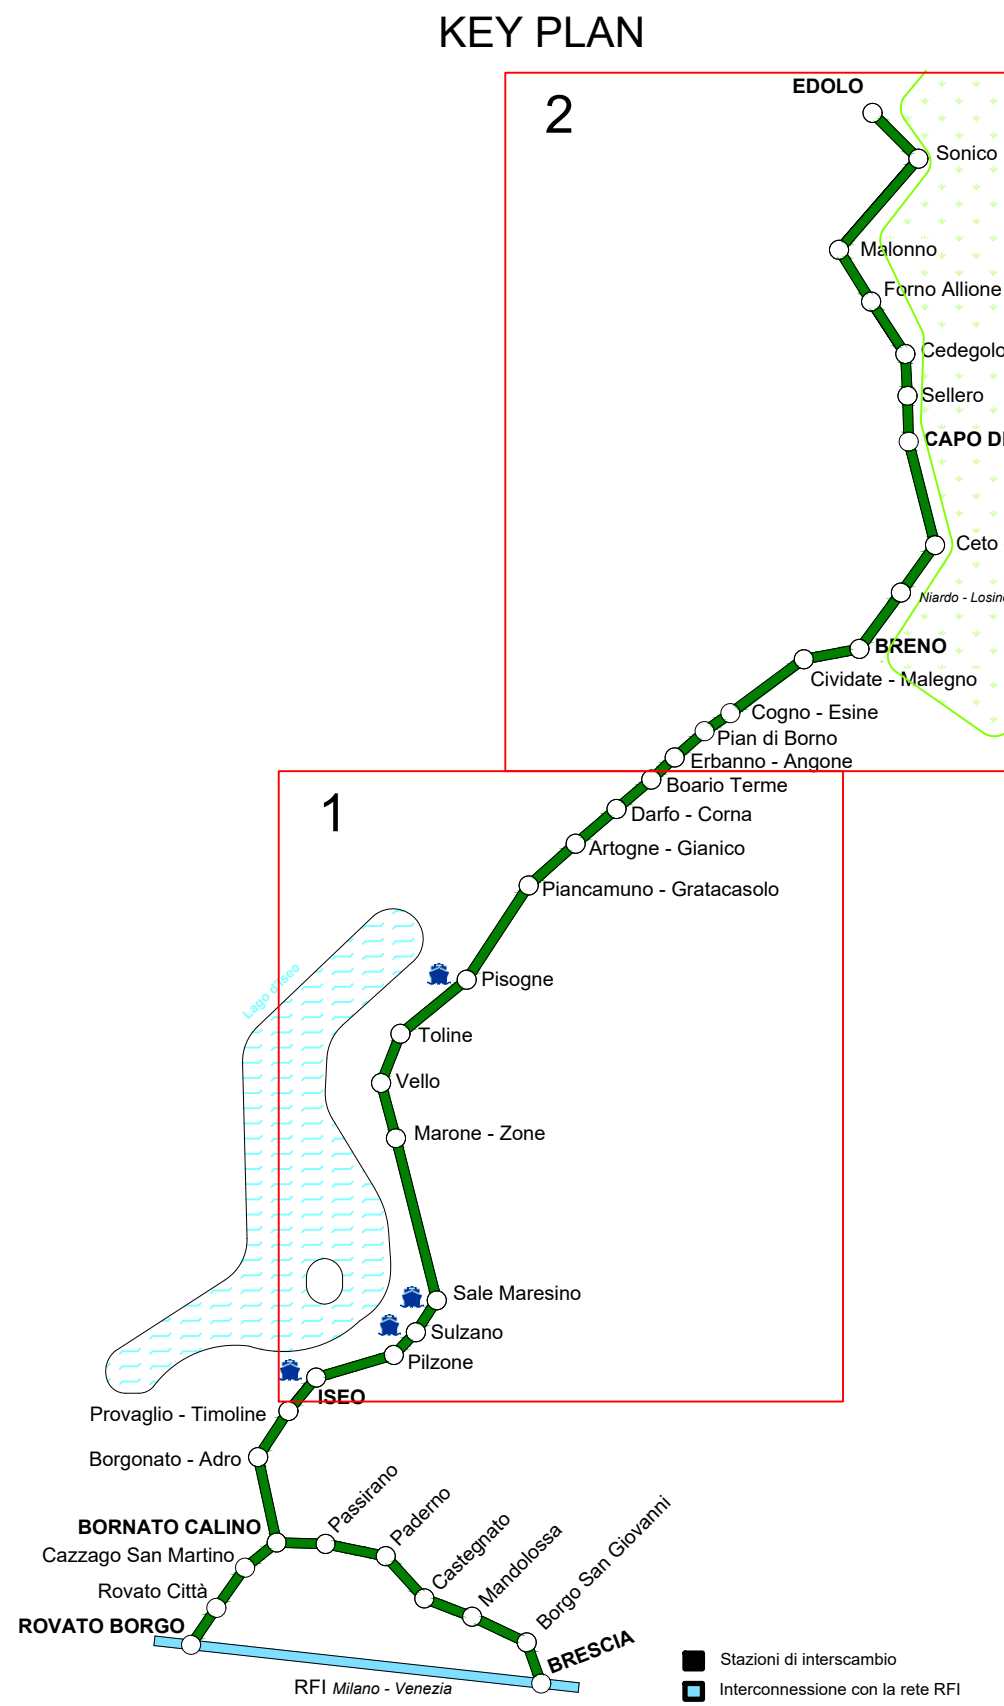 KEY PLAN
2
EDOLO
Sonico
Malonno
Forno Allione
Cedegolo
Sellero
CAPO DI
Ceto
Niardo - Losine
BRENO
Cividate - Malegno
Cogno - Esine
Pian di Borno
Erbanno - Angone
Boario Terme
1
Darfo - Corna
Artogne - Gianico
Piancamuno - Gratacasolo
Lago d'Iseo
Pisogne
Toline
Vello
Marone - Zone
Sale Maresino
Sulzano
Pilzone
ISEO
Provaglio - Timoline
Borgonato - Adro
BORNATO CALINO
Passirano
Paderno
Castegnato
Mandolossa
Borgo San Giovanni
Cazzago San Martino
Rovato Città
ROVATO BORGO
BRESCIA
RFI Milano - Venezia
Stazioni di interscambio
Interconnessione con la rete RFI